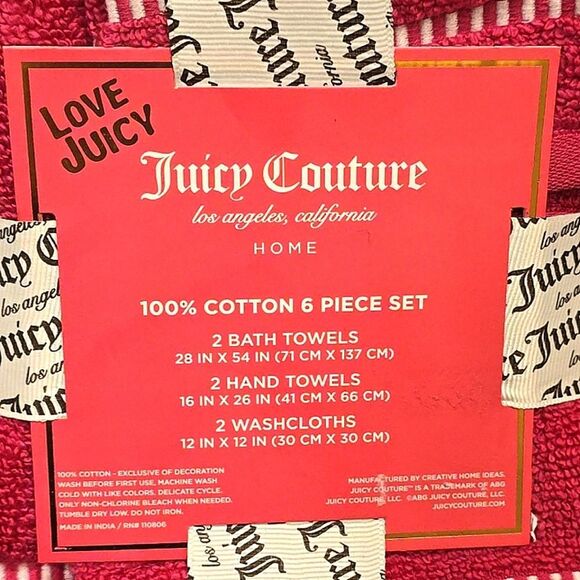 LOVE
JUICY
Juicy Couture
los angeles, california
HOME
100% COTTON 6 PIECE SET
2 BATH TOWELS
28 IN X 54 IN (71 CM X 137 CM)
2 HAND TOWELS
16 IN X 26 IN (41 CM X 66 CM)
2 WASHCLOTHS
12 IN X 12 IN (30 CM X 30 CM)
100% COTTON - EXCLUSIVE OF DECORATION
WASH BEFORE FIRST USE, MACHINE WASH
COLD WITH LIKE COLORS. DELICATE CYCLE.
ONLY NON-CHLORINE BLEACH WHEN NEEDED.
TUMBLE DRY LOW. DO NOT IRON.
MADE IN INDIA / RN# 110806
MANUFACTURED BY CREATIVE HOME IDEAS.
JUICY COUTURE™ IS A TRADEMARK OF ABG
JUICY COUTURE, LLC. ©ABG JUICY COUTURE, LLC.
JUICYCOUTURE.COM